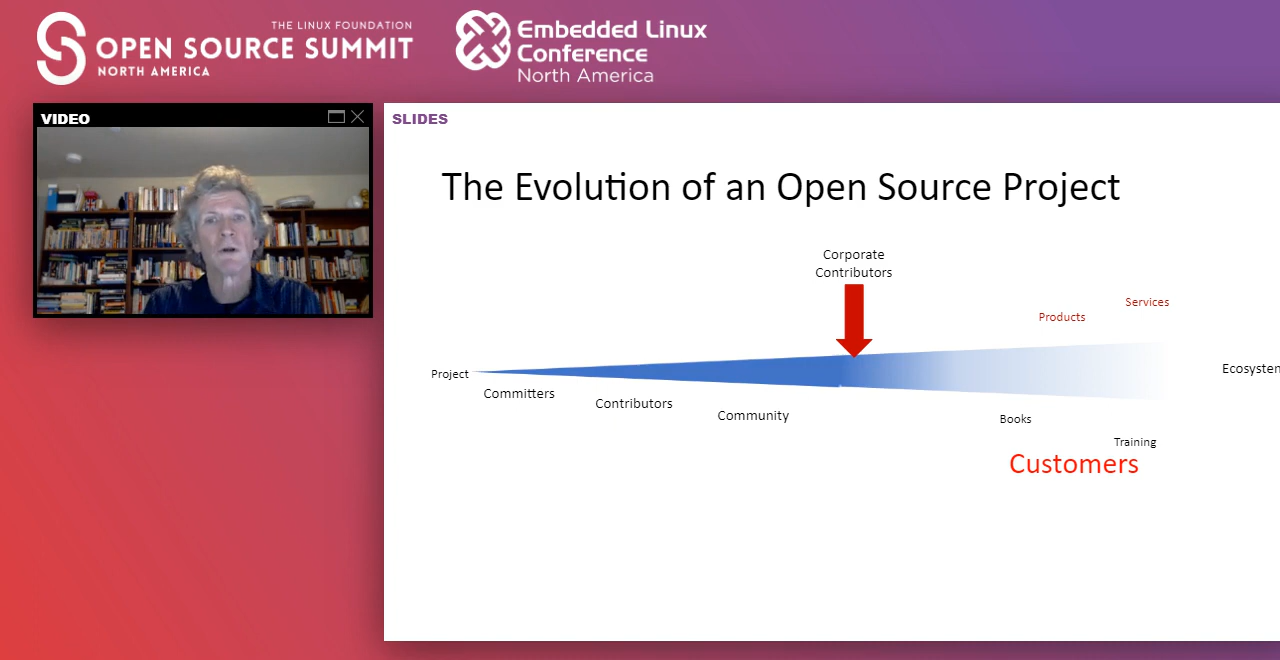 THE LINUX FOUNDATION
OPEN SOURCE SUMMIT
NORTH AMERICA
Embedded Linux
Conference
North America
VIDEO
SLIDES
The Evolution of an Open Source Project
Corporate
Contributors
Services
Products
Project
Ecosystem
Committers
Contributors
Community
Books
Training
Customers